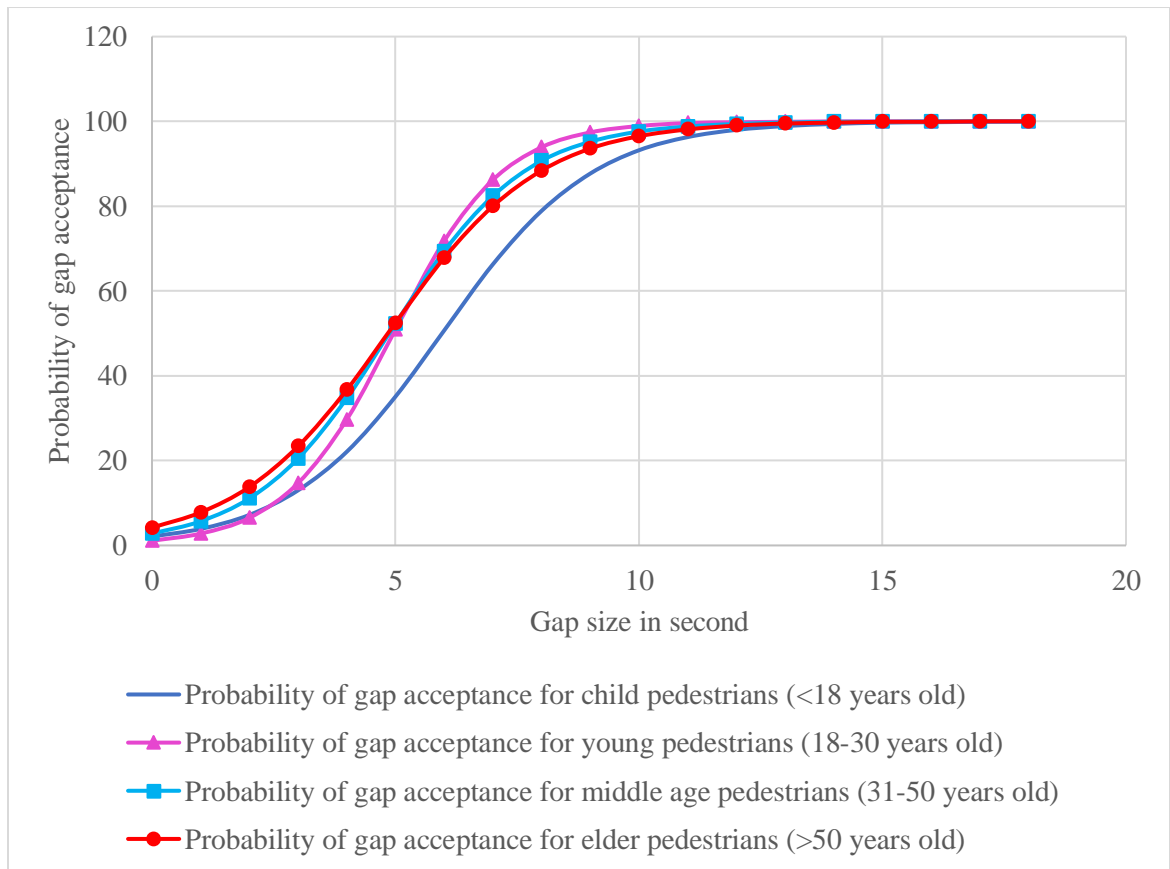 120
100
80
60
40
20
0
Probability of gap acceptance
0 5 10 15 20
Gap size in second
Probability of gap acceptance for child pedestrians (<18 years old)
Probability of gap acceptance for young pedestrians (18-30 years old)
Probability of gap acceptance for middle age pedestrians (31-50 years old)
Probability of gap acceptance for elder pedestrians (>50 years old)